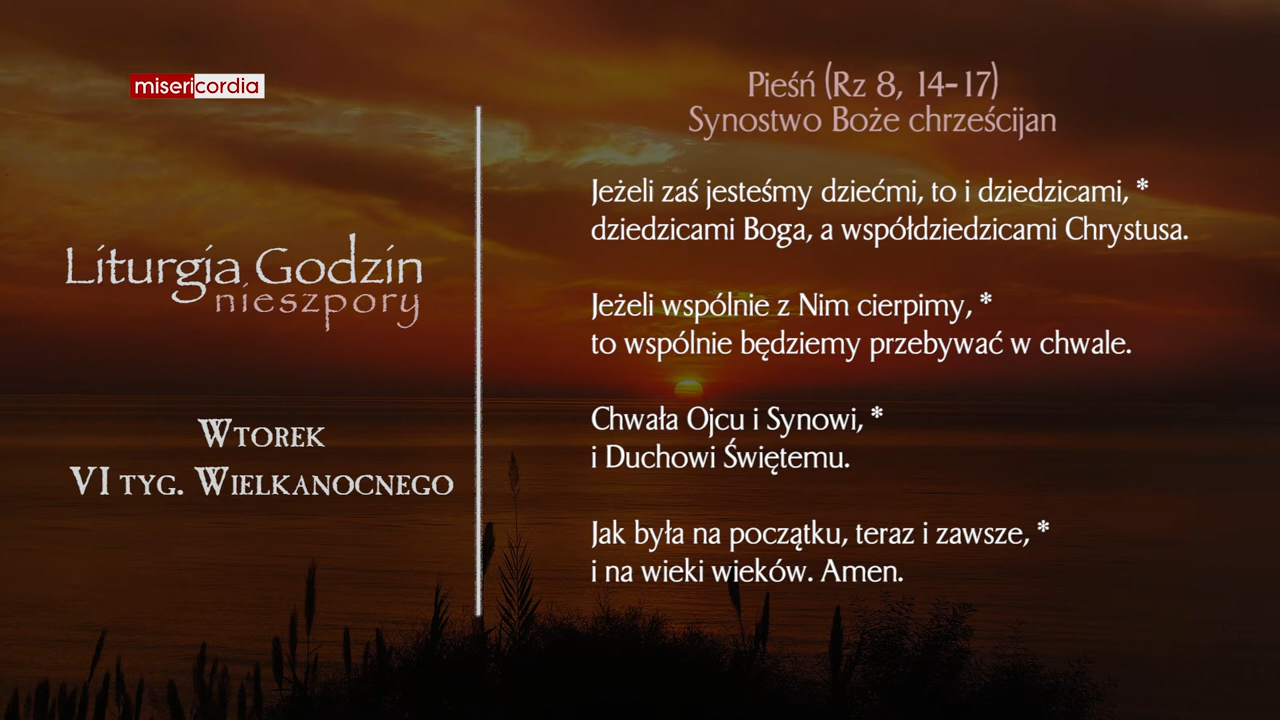 misericordia
Liturgia Godzin
nieszpory
Wtorek
VI tyg. Wielkanocnego
Pieśń (Rz 8, 14-17)
Synostwo Boże chrześcijan
Jeżeli zaś jesteśmy dziećmi, to i dziedzicami, *
dziedzicami Boga, a współdziedzicami Chrystusa.
Jeżeli wspólnie z Nim cierpimy, *
to wspólnie będziemy przebywać w chwale.
Chwała Ojcu i Synowi, *
i Duchowi Świętemu.
Jak była na początku, teraz i zawsze, *
i na wieki wieków. Amen.